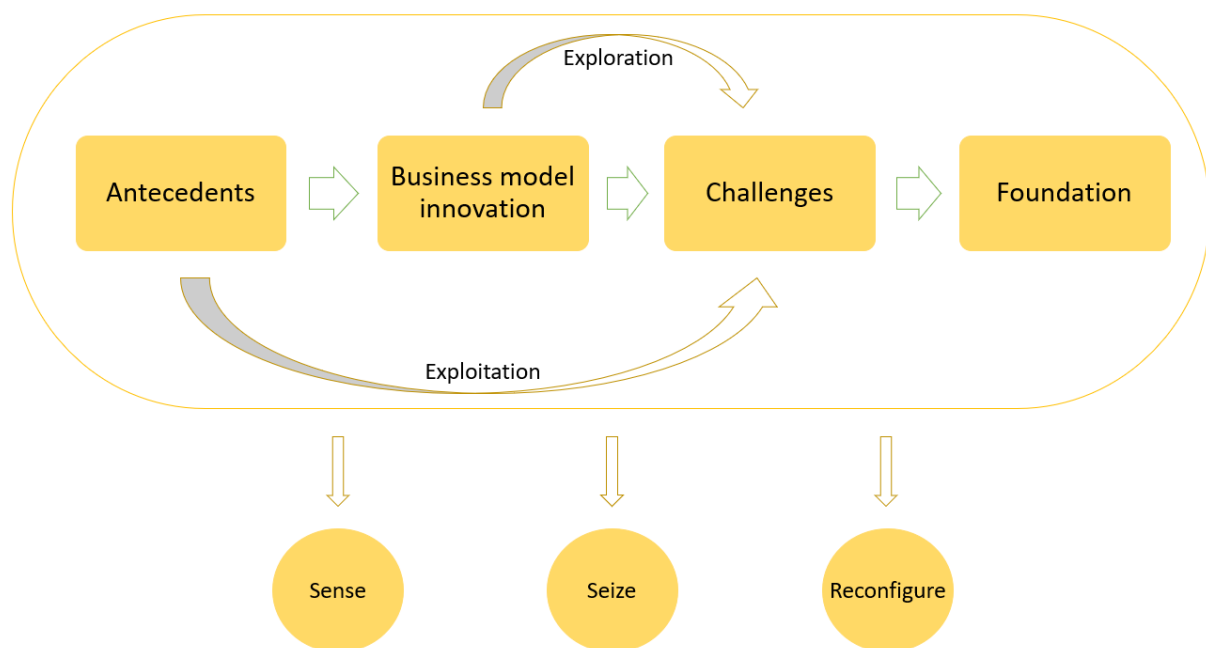 Exploration
Antecedents
Business model
innovation
Challenges
Foundation
Exploitation
Sense
Seize
Reconfigure